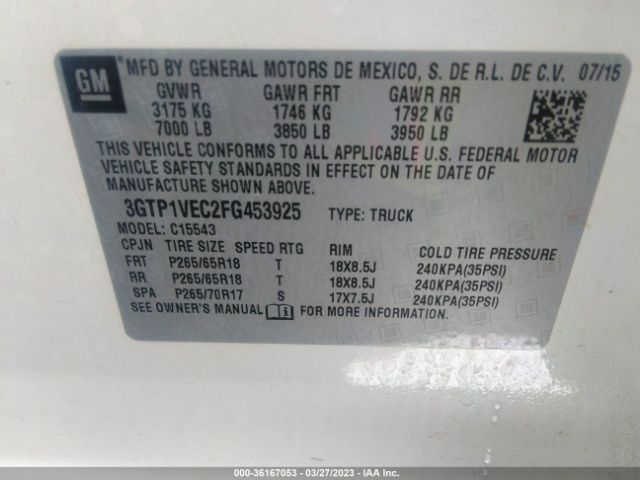 GM
MFD BY GENERAL MOTORS DE MEXICO, S. DE R.L. DE C.V. 07/15
GVWR GAWR FRT GAWR RR
3175 KG 1746 KG 1792 KG
7000 LB 3850 LB 3950 LB
THIS VEHICLE CONFORMS TO ALL APPLICABLE U.S. FEDERAL MOTOR
VEHICLE SAFETY STANDARDS IN EFFECT ON THE DATE OF
MANUFACTURE SHOWN ABOVE.
3GTP1VEC2FG453925 TYPE: TRUCK
MODEL: C15543
CPJN TIRE SIZE SPEED RTG RIM COLD TIRE PRESSURE
FRT P265/65R18 T 18X8.5J 240KPA(35PSI)
RR P265/65R18 T 18X8.5J 240KPA(35PSI)
SPA P265/70R17 S 17X7.5J 240KPA(35PSI)
SEE OWNER'S MANUAL i FOR MORE INFORMATION.
000-36167053 - 03/27/2023 - IAA Inc.